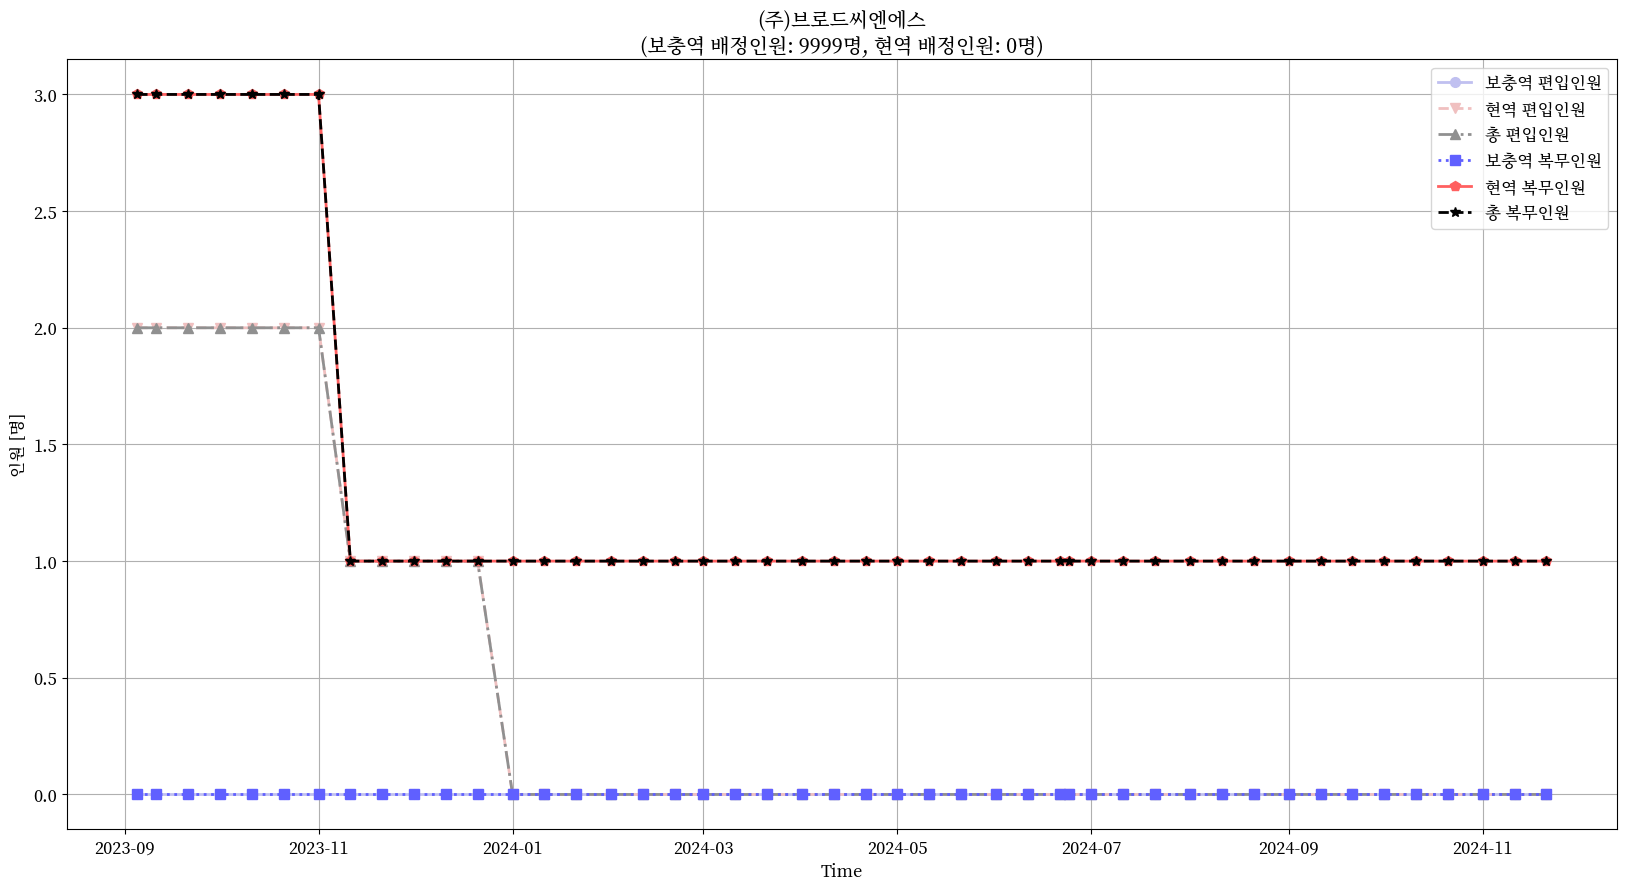 (주)브로드씨엔에스
(보충역 배정인원: 9999명, 현역 배정인원: 0명)
보충역 편입인원
현역 편입인원
총 편입인원
보충역 복무인원
현역 복무인원
총 복무인원
인원 [명]
3.0
2.5
2.0
1.5
1.0
0.5
0.0
2023-09 2023-11 2024-01 2024-03 2024-05 2024-07 2024-09 2024-11
Time